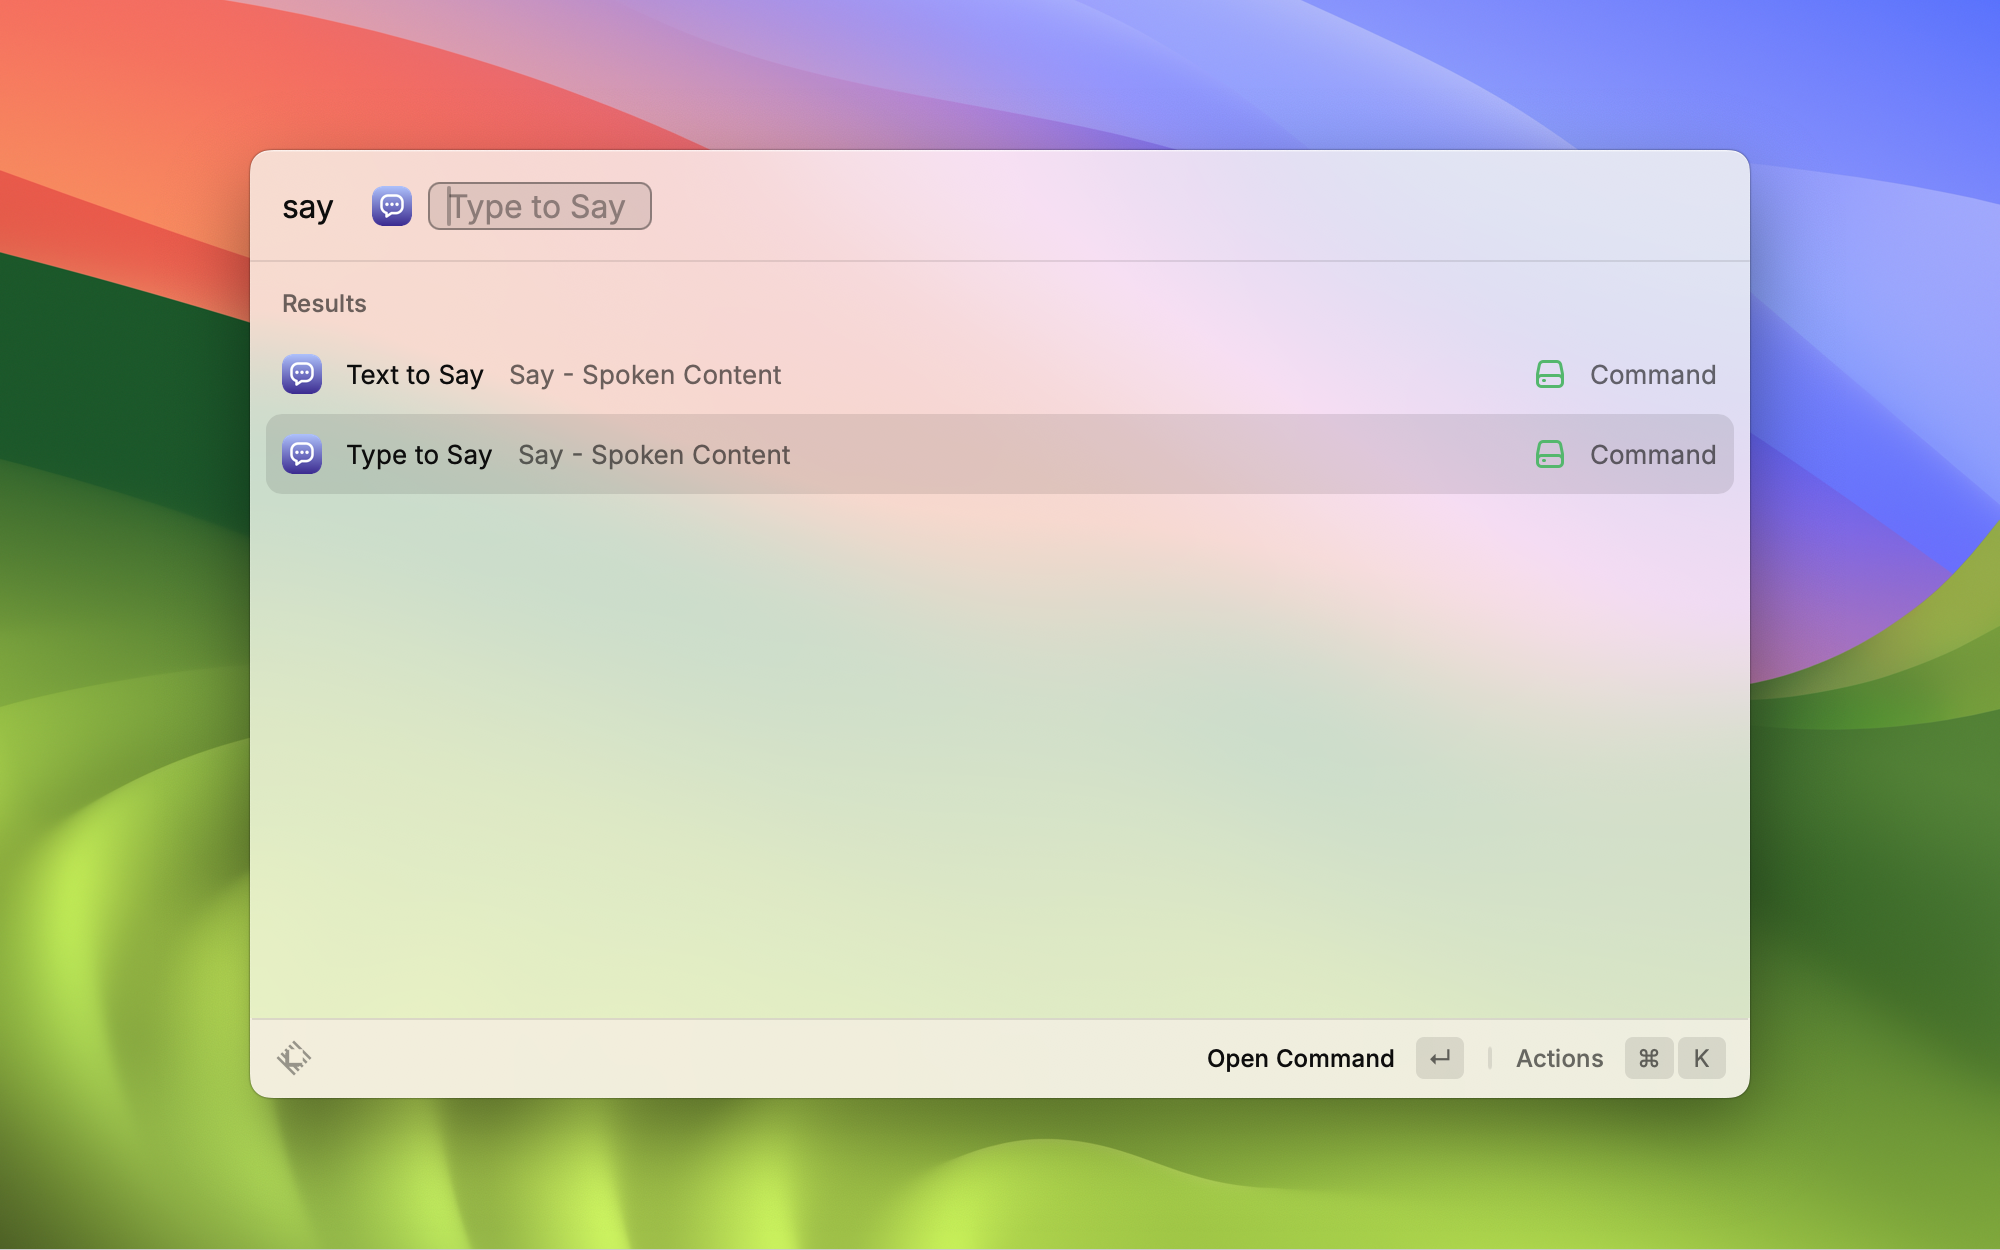 say Type to Say
Results
Text to Say Say - Spoken Content Command
Type to Say Say - Spoken Content Command
Open Command ↵ Actions ⌘ K